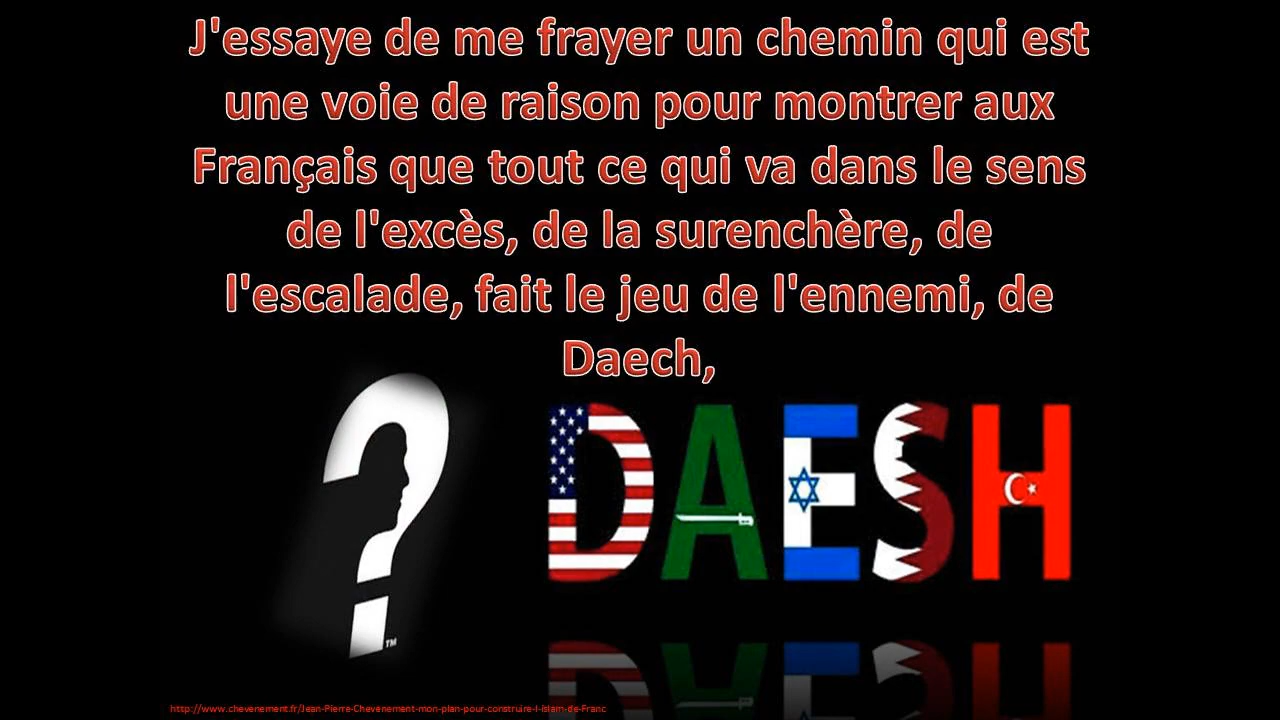 J'essaye de me frayer un chemin qui est
une voie de raison pour montrer aux
Français que tout ce qui va dans le sens
de l'excès, de la surenchère, de
l'escalade, fait le jeu de l'ennemi, de
Daech,
?
TM
DAESH
http://www.chevenement.fr/Jean-Pierre-Chevenement-mon-plan-pour-construire-l-islam-de-Franc